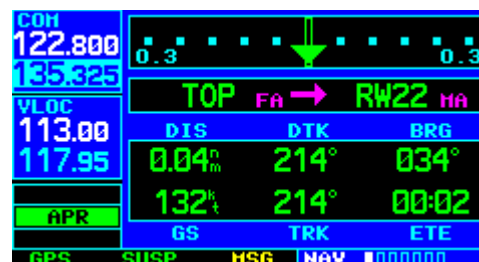 COM
122.800
135.325
VLOC
113.00
117.95
APR
0.3 0.3
TOP FA → RW22 MA
DIS DTK BRG
0.04nm 214° 034°
132kt 214° 00:02
GS TRK ETE
GPS SUSP MSG NAV